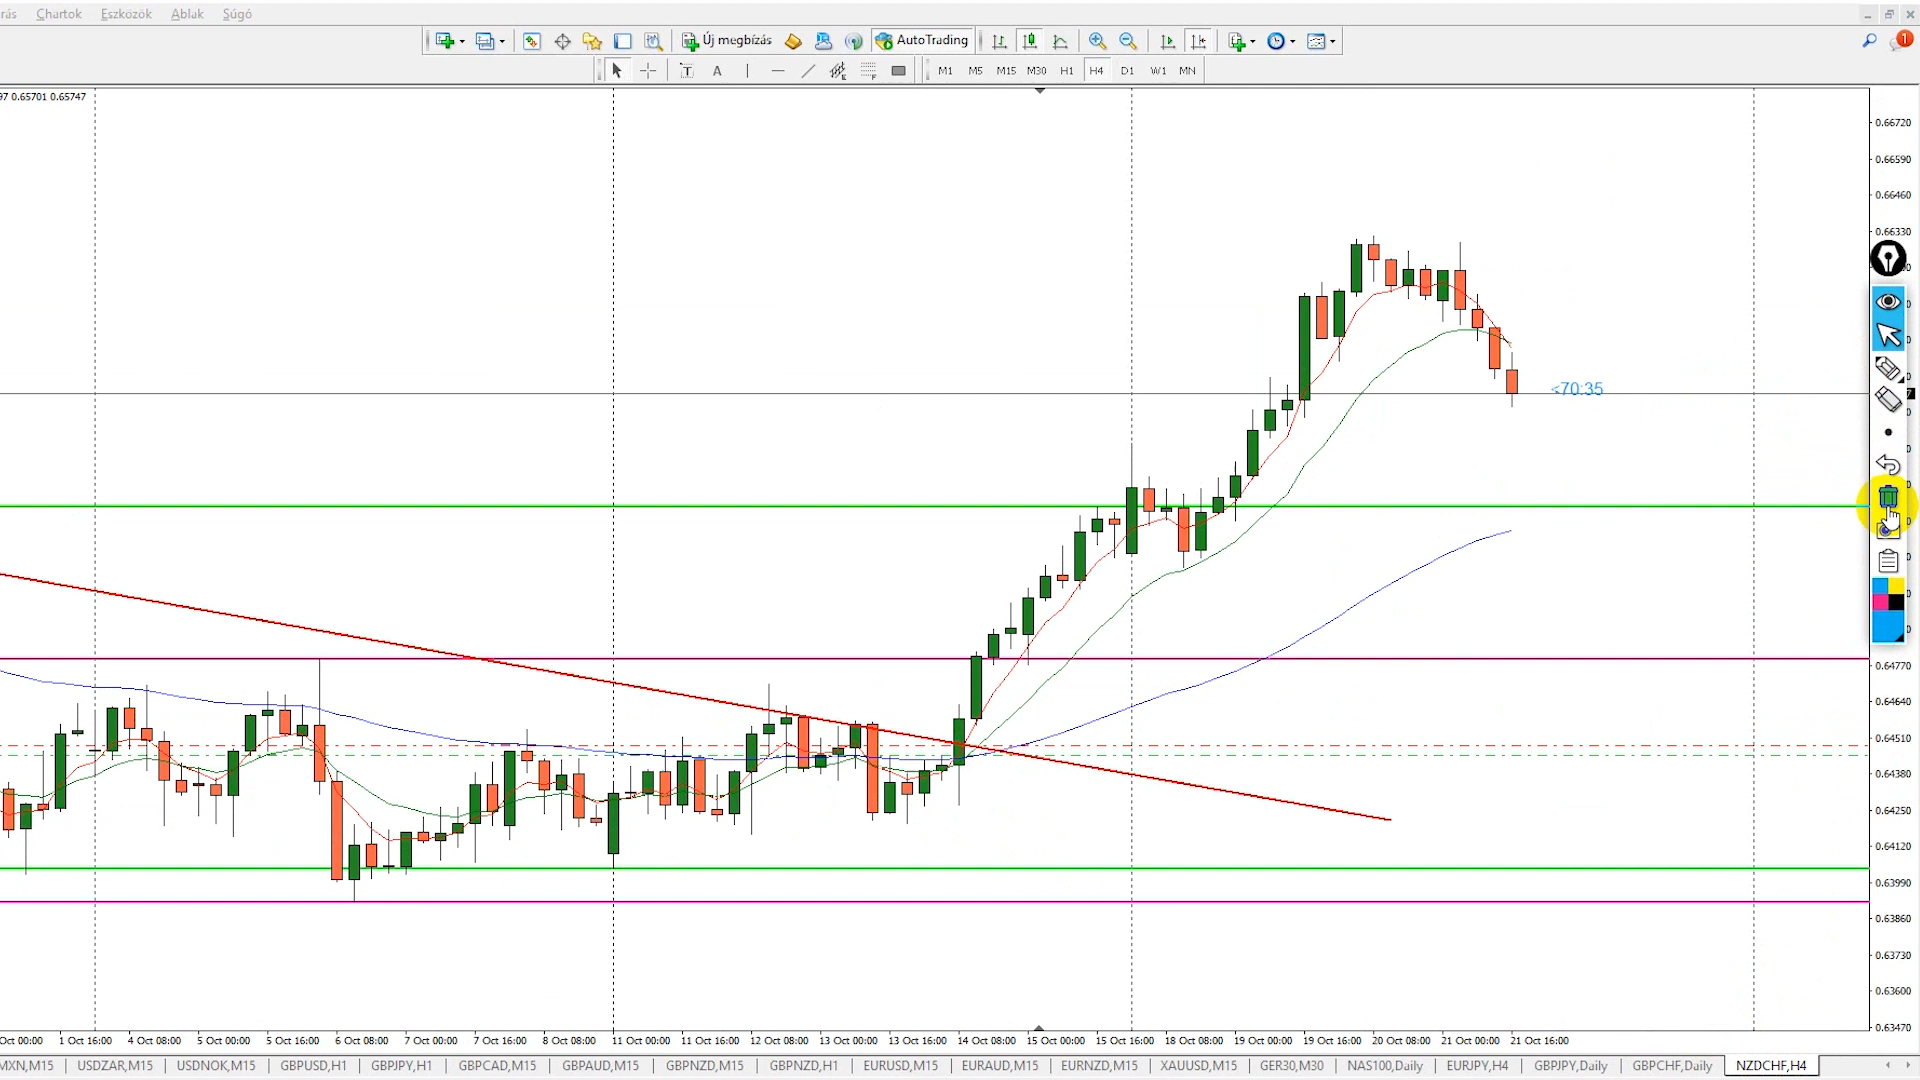 rás Chartok Eszközök Ablak Súgó
Új megbízás AutoTrading
1
T A E F M1 M5 M15 M30 H1 H4 D1 W1 MN
97 0.65701 0.65747
0.66720
0.66590
0.66460
0.66330
<70:35
0.64770
0.64640
0.64510
0.64380
0.64250
0.64120
0.63990
0.63860
0.63730
0.63600
0.63470
Oct 00:00 1 Oct 16:00 4 Oct 08:00 5 Oct 00:00 5 Oct 16:00 6 Oct 08:00 7 Oct 00:00 7 Oct 16:00 8 Oct 08:00 11 Oct 00:00 11 Oct 16:00 12 Oct 08:00 13 Oct 00:00 13 Oct 16:00 14 Oct 08:00 15 Oct 00:00 15 Oct 16:00 18 Oct 08:00 19 Oct 00:00 19 Oct 16:00 20 Oct 08:00 21 Oct 00:00 21 Oct 16:00
MXN,M15 USDZAR,M15 USDNOK,M15 GBPUSD,H1 GBPJPY,H1 GBPCAD,M15 GBPAUD,M15 GBPNZD,M15 GBPNZD,H1 EURUSD,M15 EURAUD,M15 EURNZD,M15 XAUUSD,M15 GER30,M30 NAS100,Daily EURJPY,H4 GBPJPY,Daily GBPCHF,Daily NZDCHF,H4